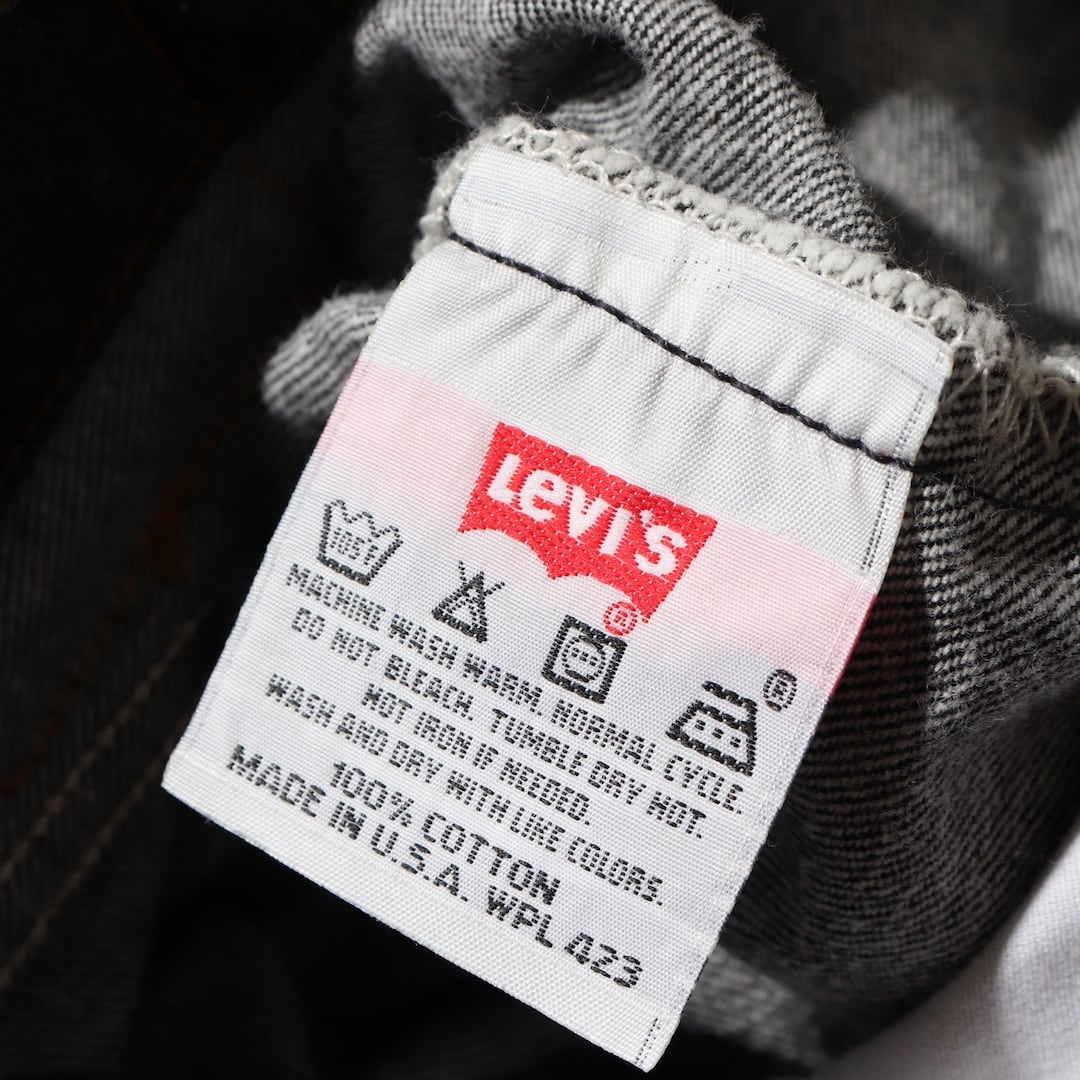 Levi's
®
105F
®
MACHINE WASH WARM, NORMAL CYCLE.
DO NOT BLEACH. TUMBLE DRY HOT.
HOT IRON IF NEEDED.
WASH AND DRY WITH LIKE COLORS.
100% COTTON
MADE IN U.S.A. WPL 423